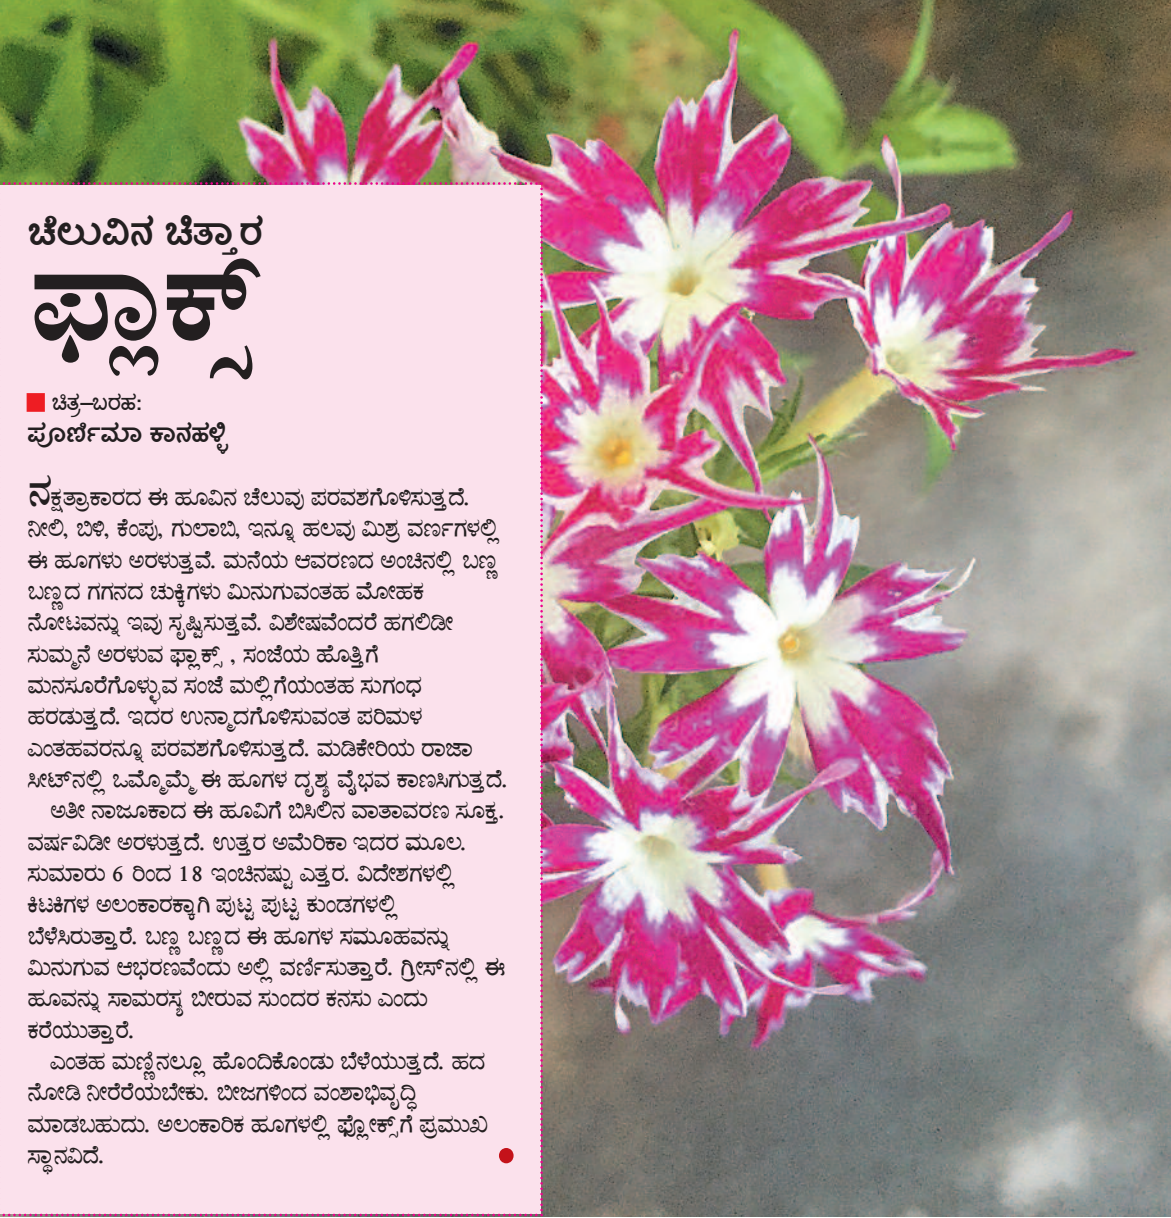 ಚೆಲುವಿನ ಚಿತ್ತಾರ
ಫ್ಲಾಕ್ಸ್
ಚಿತ್ರ–ಬರಹ:
ಪೂರ್ಣಿಮಾ ಕಾನಹಳ್ಳಿ
ನಕ್ಷತ್ರಾಕಾರದ ಈ ಹೂವಿನ ಚೆಲುವು ಪರವಶಗೊಳಿಸುತ್ತದೆ.
ನೀಲಿ, ಬಿಳಿ, ಕೆಂಪು, ಗುಲಾಬಿ, ಇನ್ನೂ ಹಲವು ಮಿಶ್ರ ವರ್ಣಗಳಲ್ಲಿ
ಈ ಹೂಗಳು ಅರಳುತ್ತವೆ. ಮನೆಯ ಆವರಣದ ಅಂಚಿನಲ್ಲಿ ಬಣ್ಣ
ಬಣ್ಣದ ಗಗನದ ಚುಕ್ಕಿಗಳು ಮಿನುಗುವಂತಹ ಮೋಹಕ
ನೋಟವನ್ನು ಇವು ಸೃಷ್ಟಿಸುತ್ತವೆ. ವಿಶೇಷವೆಂದರೆ ಹಗಲಿಡೀ
ಸುಮ್ಮನೆ ಅರಳುವ ಫ್ಲಾಕ್ಸ್ , ಸಂಜೆಯ ಹೊತ್ತಿಗೆ
ಮನಸೂರೆಗೊಳ್ಳುವ ಸಂಜೆ ಮಲ್ಲಿಗೆಯಂತಹ ಸುಗಂಧ
ಹರಡುತ್ತದೆ. ಇದರ ಉನ್ಮಾದಗೊಳಿಸುವಂತ ಪರಿಮಳ
ಎಂತಹವರನ್ನೂ ಪರವಶಗೊಳಿಸುತ್ತದೆ. ಮಡಿಕೇರಿಯ ರಾಜಾ
ಸೀಟ್‌ನಲ್ಲಿ ಒಮ್ಮೊಮ್ಮೆ ಈ ಹೂಗಳ ದೃಶ್ಯ ವೈಭವ ಕಾಣಸಿಗುತ್ತದೆ.
ಅತೀ ನಾಜೂಕಾದ ಈ ಹೂವಿಗೆ ಬಿಸಿಲಿನ ವಾತಾವರಣ ಸೂಕ್ತ.
ವರ್ಷವಿಡೀ ಅರಳುತ್ತದೆ. ಉತ್ತರ ಅಮೆರಿಕಾ ಇದರ ಮೂಲ.
ಸುಮಾರು 6 ರಿಂದ 18 ಇಂಚಿನಷ್ಟು ಎತ್ತರ. ವಿದೇಶಗಳಲ್ಲಿ
ಕಿಟಕಿಗಳ ಅಲಂಕಾರಕ್ಕಾಗಿ ಪುಟ್ಟ ಪುಟ್ಟ ಕುಂಡಗಳಲ್ಲಿ
ಬೆಳೆಸಿರುತ್ತಾರೆ. ಬಣ್ಣ ಬಣ್ಣದ ಈ ಹೂಗಳ ಸಮೂಹವನ್ನು
ಮಿನುಗುವ ಆಭರಣವೆಂದು ಅಲ್ಲಿ ವರ್ಣಿಸುತ್ತಾರೆ. ಗ್ರೀಸ್‌ನಲ್ಲಿ ಈ
ಹೂವನ್ನು ಸಾಮರಸ್ಯ ಬೀರುವ ಸುಂದರ ಕನಸು ಎಂದು
ಕರೆಯುತ್ತಾರೆ.
ಎಂತಹ ಮಣ್ಣಿನಲ್ಲೂ ಹೊಂದಿಕೊಂಡು ಬೆಳೆಯುತ್ತದೆ. ಹದ
ನೋಡಿ ನೀರೆರೆಯಬೇಕು. ಬೀಜಗಳಿಂದ ವಂಶಾಭಿವೃದ್ಧಿ
ಮಾಡಬಹುದು. ಅಲಂಕಾರಿಕ ಹೂಗಳಲ್ಲಿ ಫ್ಲೋಕ್ಸ್‌ಗೆ ಪ್ರಮುಖ
ಸ್ಥಾನವಿದೆ.